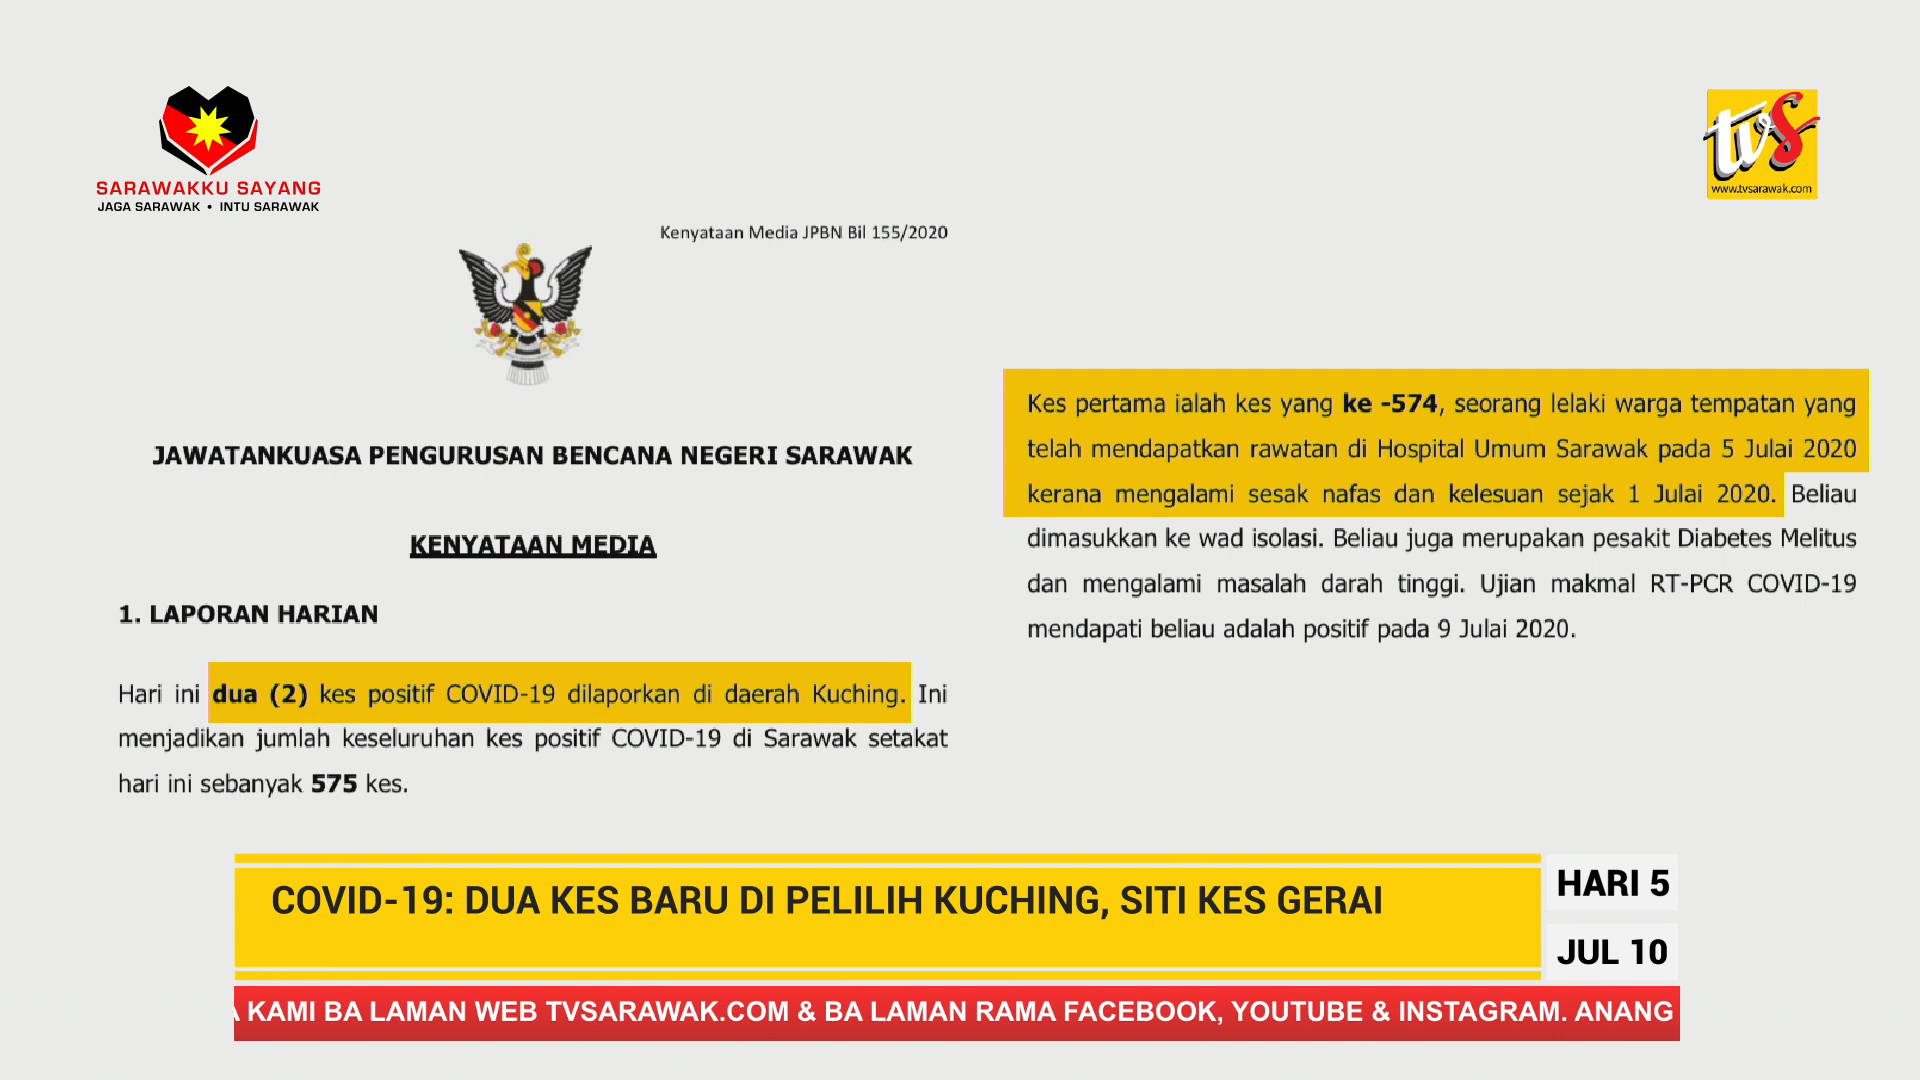 SARAWAKKU SAYANG
JAGA SARAWAK • INTU SARAWAK
tvS
www.tvsarawak.com
Kenyataan Media JPBN Bil 155/2020
JAWATANKUASA PENGURUSAN BENCANA NEGERI SARAWAK
KENYATAAN MEDIA
1. LAPORAN HARIAN
Hari ini dua (2) kes positif COVID-19 dilaporkan di daerah Kuching. Ini
menjadikan jumlah keseluruhan kes positif COVID-19 di Sarawak setakat
hari ini sebanyak 575 kes.
Kes pertama ialah kes yang ke -574, seorang lelaki warga tempatan yang
telah mendapatkan rawatan di Hospital Umum Sarawak pada 5 Julai 2020
kerana mengalami sesak nafas dan kelesuan sejak 1 Julai 2020. Beliau
dimasukkan ke wad isolasi. Beliau juga merupakan pesakit Diabetes Melitus
dan mengalami masalah darah tinggi. Ujian makmal RT-PCR COVID-19
mendapati beliau adalah positif pada 9 Julai 2020.
COVID-19: DUA KES BARU DI PELILIH KUCHING, SITI KES GERAI
HARI 5
JUL 10
KAMI BA LAMAN WEB TVSARAWAK.COM & BA LAMAN RAMA FACEBOOK, YOUTUBE & INSTAGRAM. ANANG